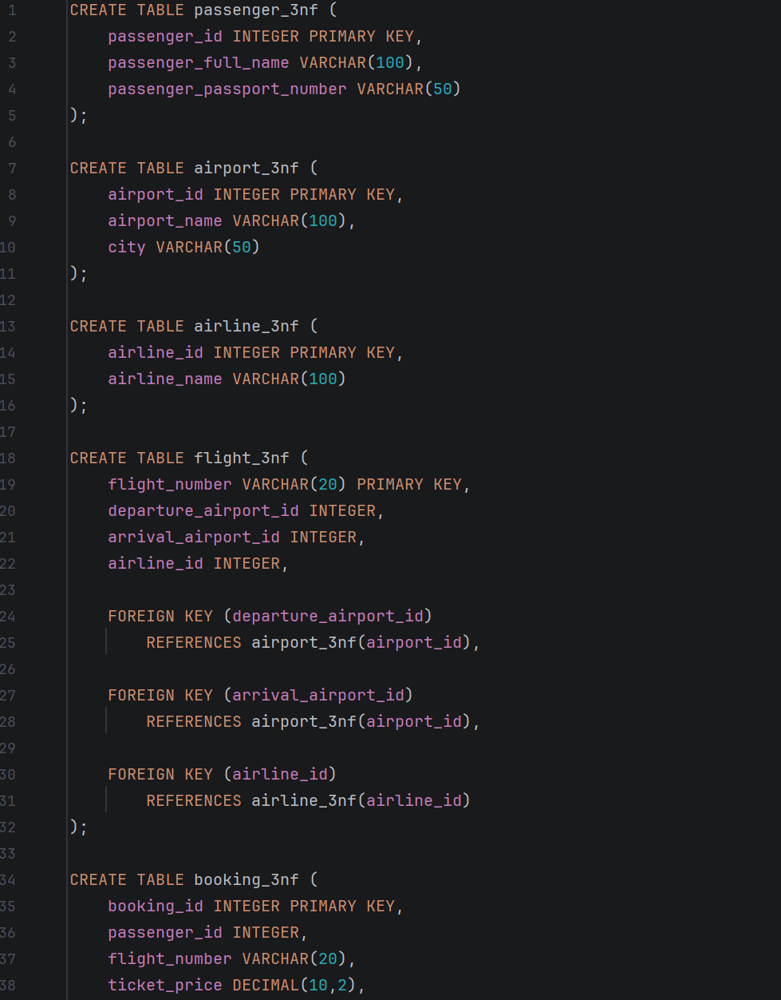 1 CREATE TABLE passenger_3nf (
2 passenger_id INTEGER PRIMARY KEY,
3 passenger_full_name VARCHAR(100),
4 passenger_passport_number VARCHAR(50)
5 );
6
7 CREATE TABLE airport_3nf (
8 airport_id INTEGER PRIMARY KEY,
9 airport_name VARCHAR(100),
10 city VARCHAR(50)
11 );
12
13 CREATE TABLE airline_3nf (
14 airline_id INTEGER PRIMARY KEY,
15 airline_name VARCHAR(100)
16 );
17
18 CREATE TABLE flight_3nf (
19 flight_number VARCHAR(20) PRIMARY KEY,
20 departure_airport_id INTEGER,
21 arrival_airport_id INTEGER,
22 airline_id INTEGER,
23
24 FOREIGN KEY (departure_airport_id)
25 REFERENCES airport_3nf(airport_id),
26
27 FOREIGN KEY (arrival_airport_id)
28 REFERENCES airport_3nf(airport_id),
29
30 FOREIGN KEY (airline_id)
31 REFERENCES airline_3nf(airline_id)
32 );
33
34 CREATE TABLE booking_3nf (
35 booking_id INTEGER PRIMARY KEY,
36 passenger_id INTEGER,
37 flight_number VARCHAR(20),
38 ticket_price DECIMAL(10,2),